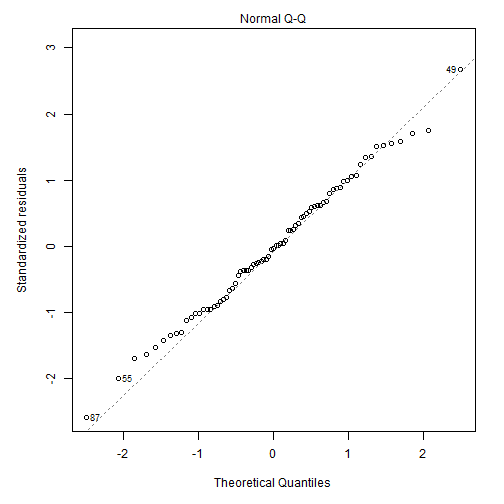 Normal Q-Q
3
2
1
0
-1
-2
Standardized residuals
49
55
87
-2 -1 0 1 2
Theoretical Quantiles